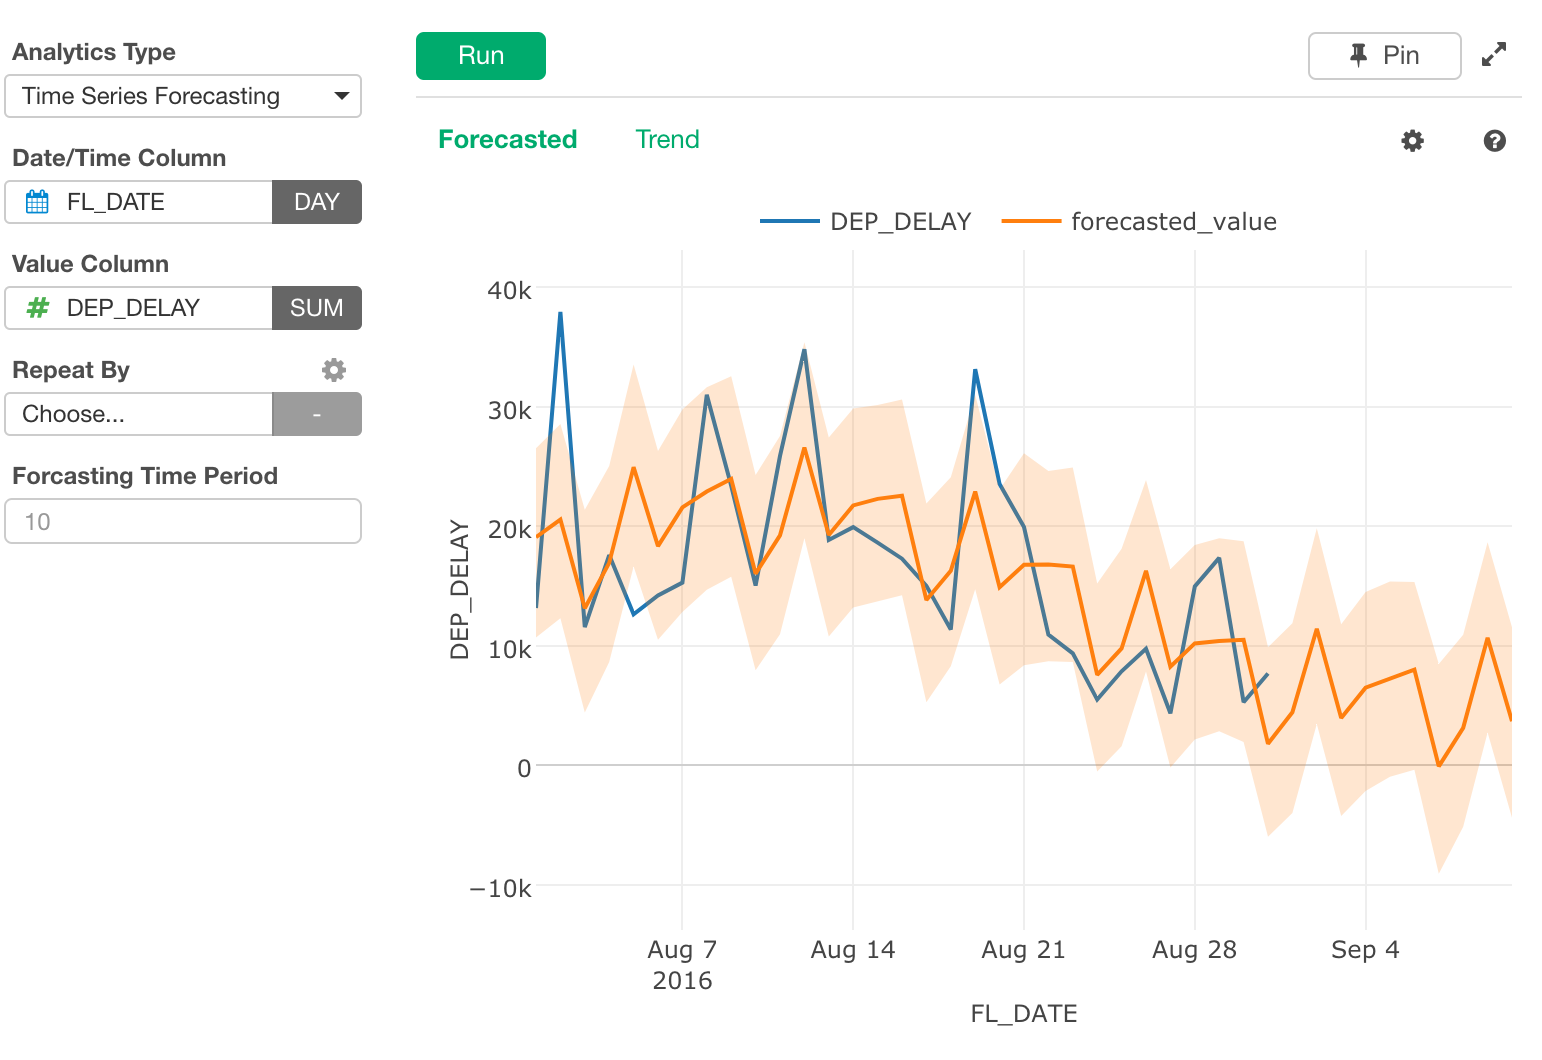 Analytics Type
Time Series Forecasting
Date/Time Column
FL_DATE DAY
Value Column
# DEP_DELAY SUM
Repeat By
Choose... -
Forcasting Time Period
10
Run
Pin
Forecasted Trend
?
DEP_DELAY forecasted_value
40k
30k
20k
10k
0
−10k
DEP_DELAY
Aug 7 Aug 14 Aug 21 Aug 28 Sep 4
2016
FL_DATE